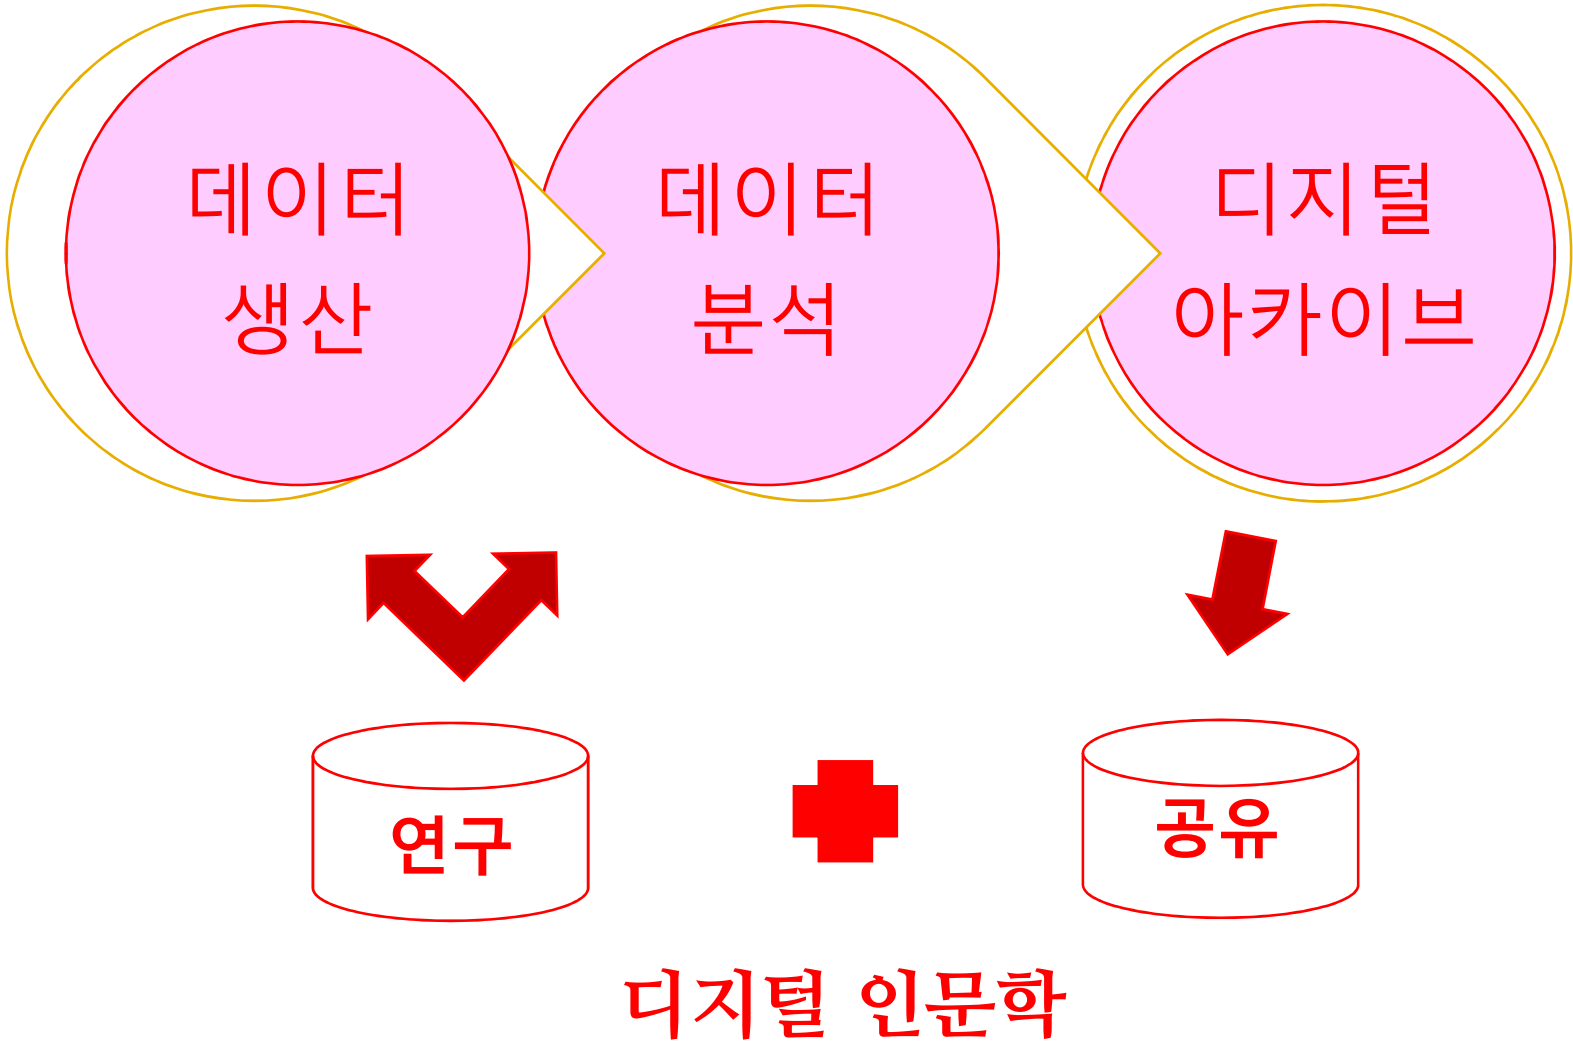 데이터
생산
데이터
분석
디지털
아카이브
연구
공유
디지털 인문학